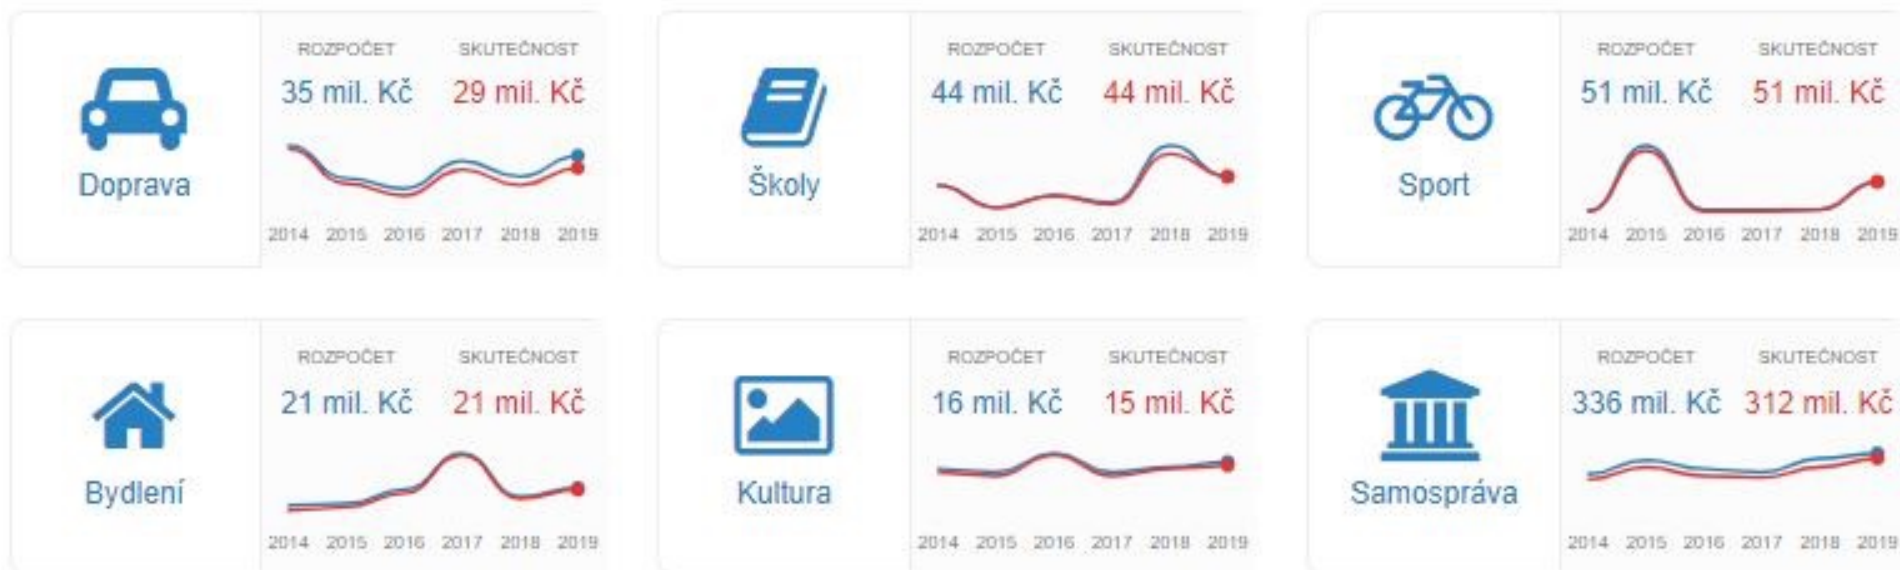 ROZPOČET SKUTEČNOST
35 mil. Kč 29 mil. Kč
Doprava
2014 2015 2016 2017 2018 2019
ROZPOČET SKUTEČNOST
44 mil. Kč 44 mil. Kč
Školy
2014 2015 2016 2017 2018 2019
ROZPOČET SKUTEČNOST
51 mil. Kč 51 mil. Kč
Sport
2014 2015 2016 2017 2018 2019
ROZPOČET SKUTEČNOST
21 mil. Kč 21 mil. Kč
Bydlení
2014 2015 2016 2017 2018 2019
ROZPOČET SKUTEČNOST
16 mil. Kč 15 mil. Kč
Kultura
2014 2015 2016 2017 2018 2019
ROZPOČET SKUTEČNOST
336 mil. Kč 312 mil. Kč
Samospráva
2014 2015 2016 2017 2018 2019